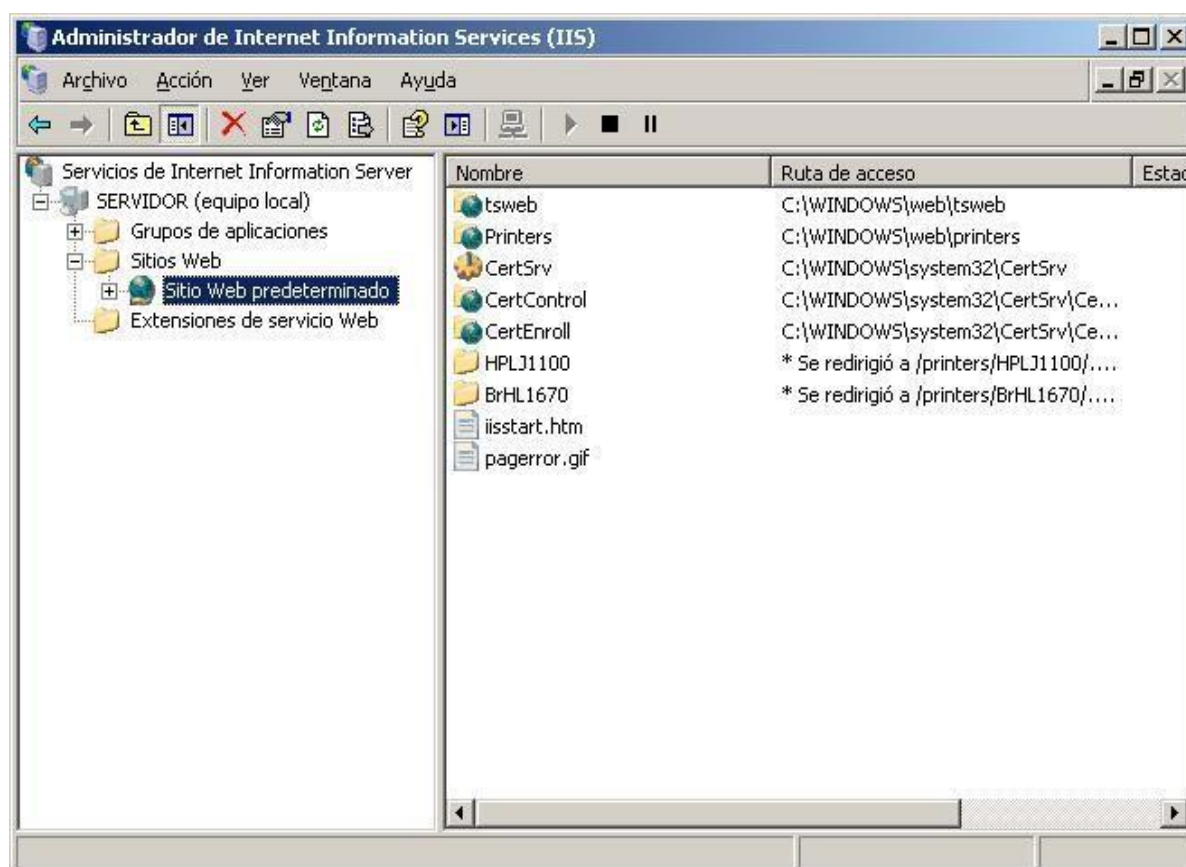 Administrador de Internet Information Services (IIS)
Archivo Acción Ver Ventana Ayuda
Servicios de Internet Information Server
SERVIDOR (equipo local)
Grupos de aplicaciones
Sitios Web
Sitio Web predeterminado
Extensiones de servicio Web
Nombre Ruta de acceso Estad
tsweb C:\WINDOWS\web\tsweb
Printers C:\WINDOWS\web\printers
CertSrv C:\WINDOWS\system32\CertSrv
CertControl C:\WINDOWS\system32\CertSrv\Ce...
CertEnroll C:\WINDOWS\system32\CertSrv\Ce...
HPLJ1100 * Se redirigió a /printers/HPLJ1100/....
BrHL1670 * Se redirigió a /printers/BrHL1670/....
iisstart.htm
pagerror.gif